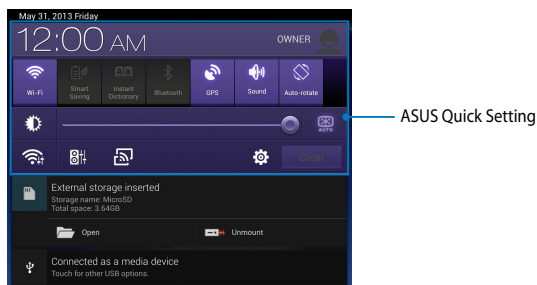 May 31, 2013 Friday
12:00 AM
OWNER
Wi-Fi
Smart Saving
Instant Dictionary
Bluetooth
GPS
Sound
Auto-rotate
ASUS Quick Setting
AUTO
Clear
External storage inserted
Storage name: MicroSD
Total space: 3.64GB
Open
Unmount
Connected as a media device
Touch for other USB options.